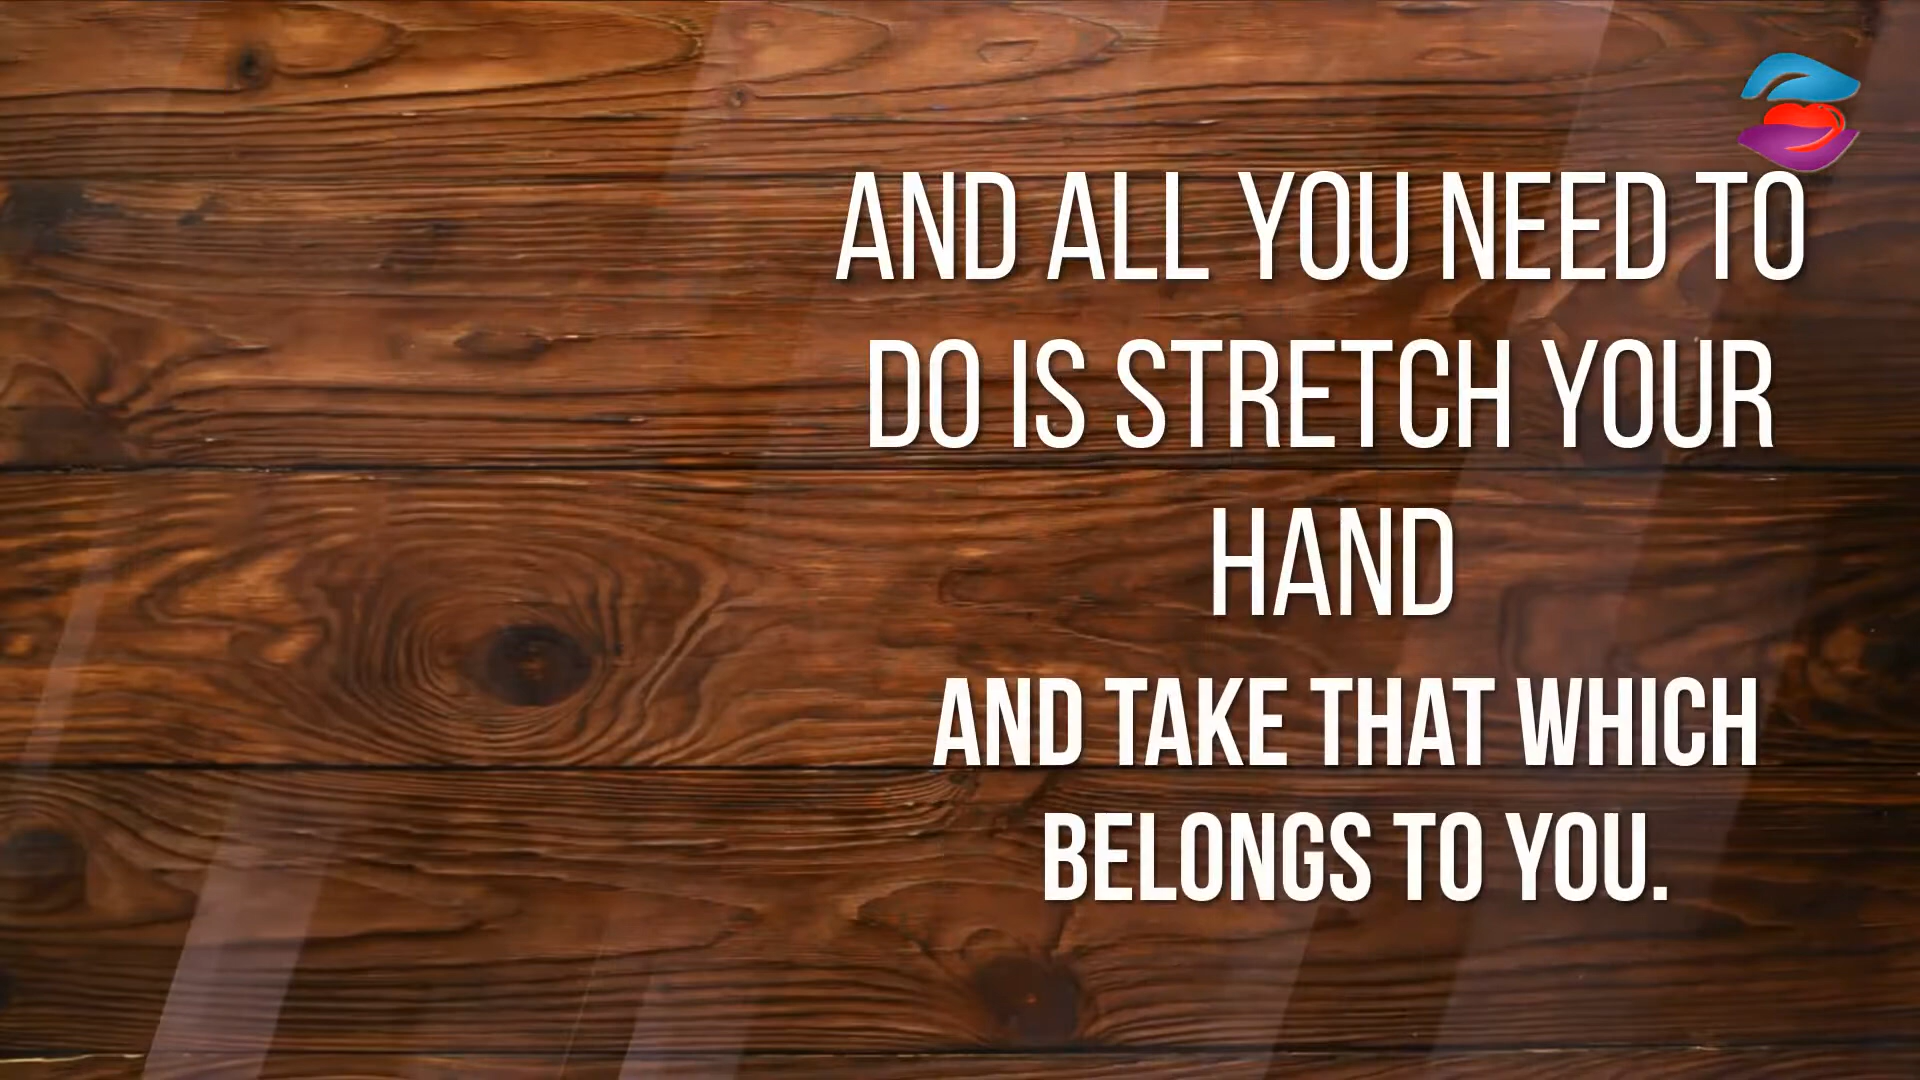 AND ALL YOU NEED TO
DO IS STRETCH YOUR
HAND
AND TAKE THAT WHICH
BELONGS TO YOU.